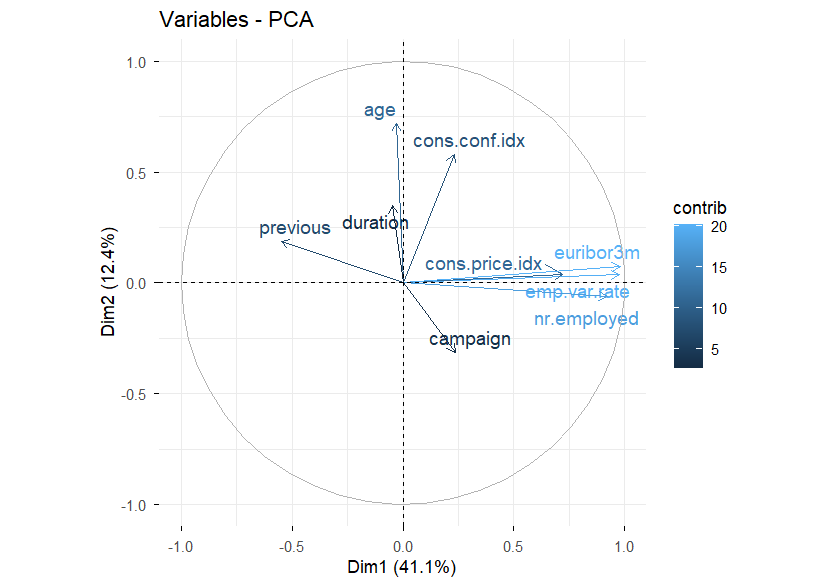 Variables - PCA
1.0
0.5
0.0
-0.5
-1.0
Dim2 (12.4%)
age
cons.conf.idx
previous
duration
cons.price.idx
euribor3m
emp.var.rate
nr.employed
campaign
-1.0
-0.5
0.0
0.5
1.0
Dim1 (41.1%)
contrib
20
15
10
5